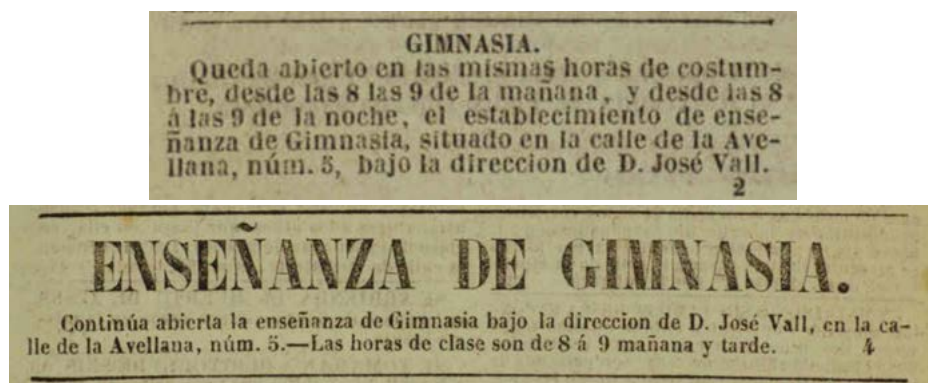 GIMNASIA.
Queda abierto en las mismas horas de costum-
bre, desde las 8 las 9 de la mañana, y desde las 8
á las 9 de la noche, el establecimiento de ense-
ñanza de Gimnasia, situado en la calle de la Ave-
llana, núm. 5, bajo la direccion de D. José Vall.
2
ENSEÑANZA DE GIMNASIA.
Continúa abierta la enseñanza de Gimnasia bajo la direccion de D. José Vall, en la ca-
lle de la Avellana, núm. 5.—Las horas de clase son de 8 á 9 mañana y tarde. 4